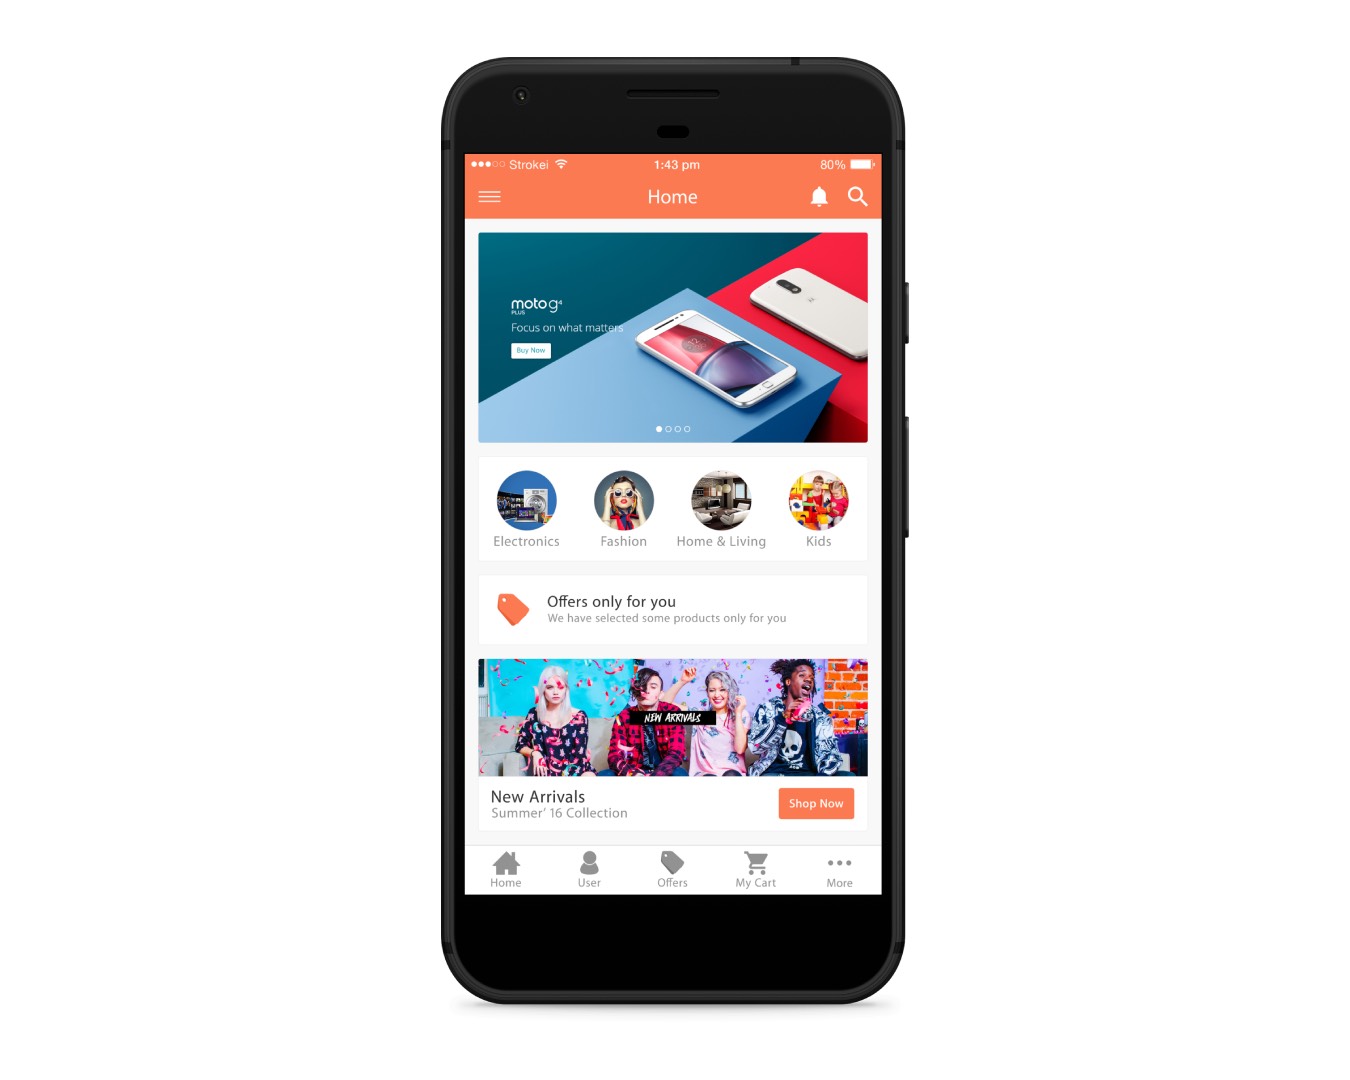 Strokei
1:43 pm
80%
Home
moto g4
PLUS
Focus on what matters
Buy Now
Electronics
Fashion
Home & Living
Kids
Offers only for you
We have selected some products only for you
NEW ARRIVALS
New Arrivals
Summer' 16 Collection
Shop Now
Home
User
Offers
My Cart
More